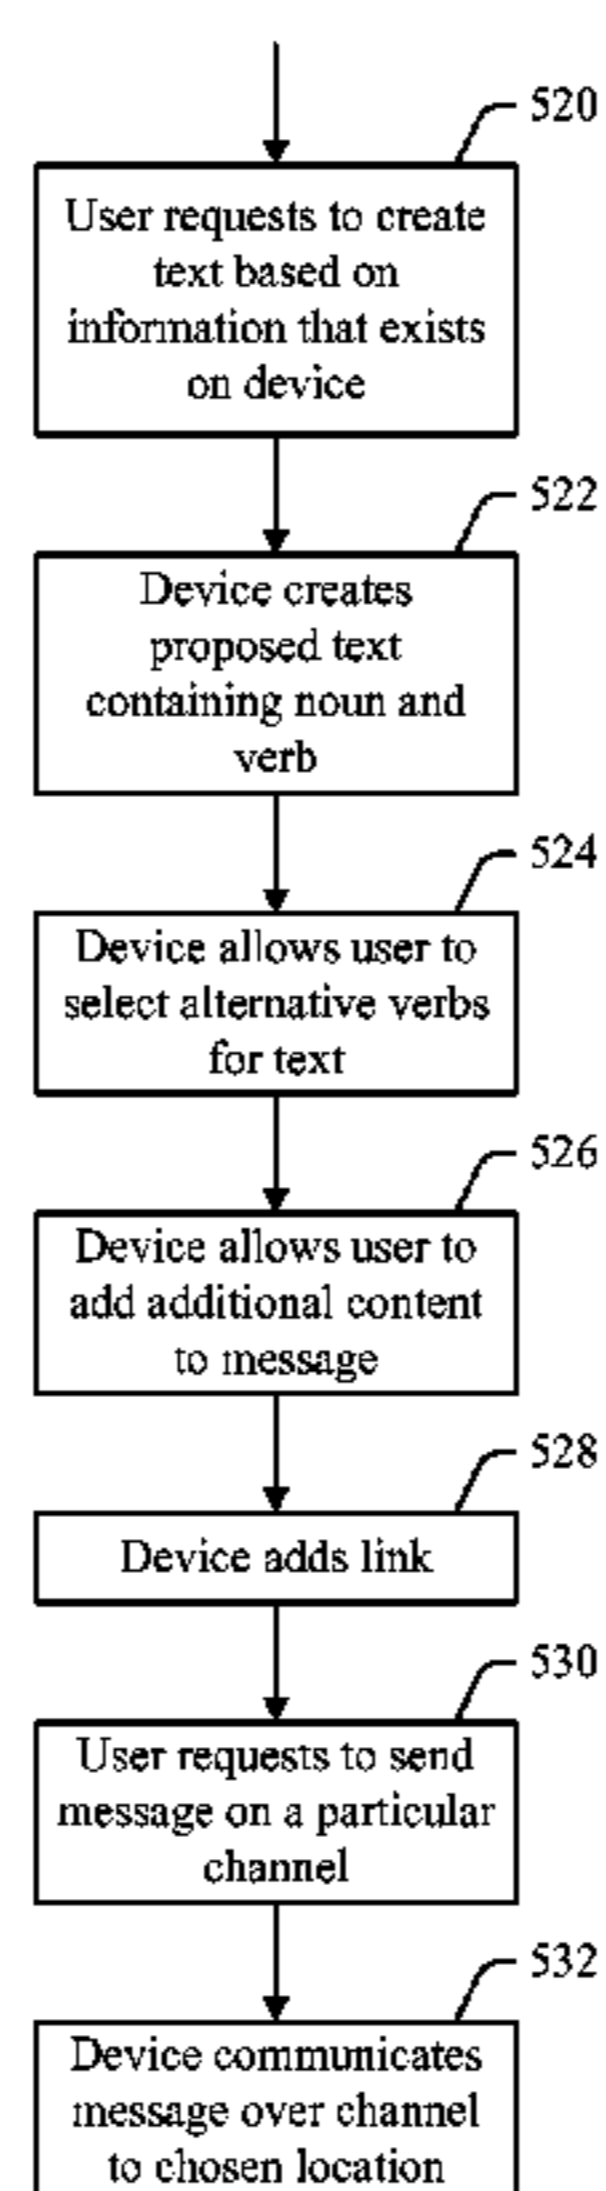 520
User requests to create
text based on
information that exists
on device
522
Device creates
proposed text
containing noun and
verb
524
Device allows user to
select alternative verbs
for text
526
Device allows user to
add additional content
to message
528
Device adds link
530
User requests to send
message on a particular
channel
532
Device communicates
message over channel
to chosen location